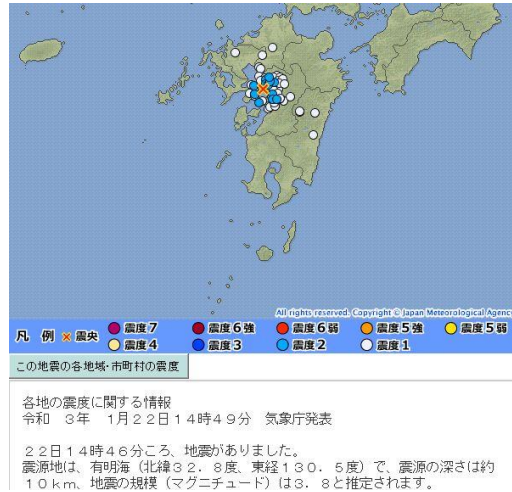 All rights reserved. Copyright © Japan Meteorological Agency
凡 例 × 震央 震度7 震度6強 震度6弱 震度5強 震度5弱
震度4 震度3 震度2 震度1
この地震の各地域・市町村の震度
各地の震度に関する情報
令和 3年 1月22日14時49分 気象庁発表
22日14時46分ころ、地震がありました。
震源地は、有明海(北緯32.8度、東経130.5度)で、震源の深さは約
10km、地震の規模(マグニチュード)は3.8と推定されます。